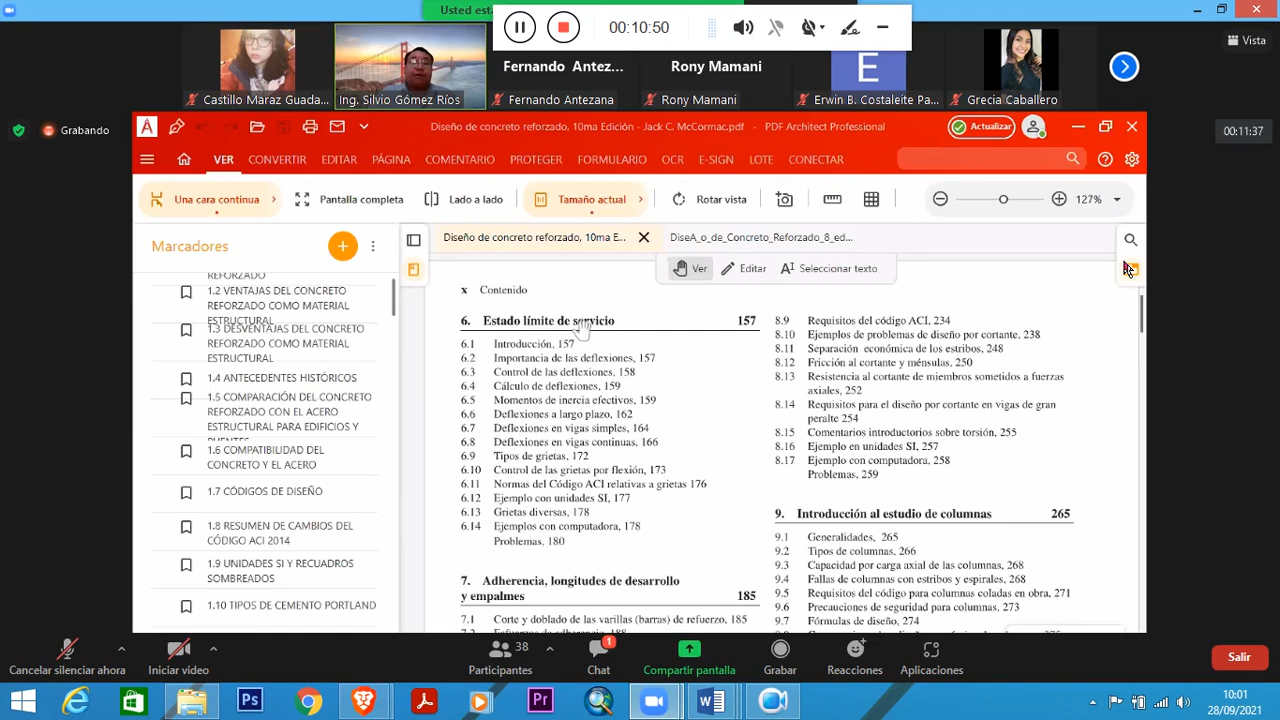 Usted est
00:10:50
Vista
Fernando Antez...
Rony Mamani
E
Castillo Maraz Guada...
Ing. Silvio Gómez Ríos
Fernando Antezana
Rony Mamani
Erwin B. Costaleite Pa...
Grecia Caballero
Grabando
00:11:37
Diseño de concreto reforzado, 10ma Edición - Jack C. McCormac.pdf - PDF Architect Professional
Actualizar
VER CONVERTIR EDITAR PÁGINA COMENTARIO PROTEGER FORMULARIO OCR E-SIGN LOTE CONECTAR
Una cara continua Pantalla completa Lado a lado Tamaño actual Rotar vista 127%
Marcadores
Diseño de concreto reforzado, 10ma E...
DiseA_o_de_Concreto_Reforzado_8_ed...
Ver Editar Seleccionar texto
REFORZADO
1.2 VENTAJAS DEL CONCRETO
REFORZADO COMO MATERIAL
ESTRUCTURAL
1.3 DESVENTAJAS DEL CONCRETO
REFORZADO COMO MATERIAL
ESTRUCTURAL
1.4 ANTECEDENTES HISTÓRICOS
1.5 COMPARACIÓN DEL CONCRETO
REFORZADO CON EL ACERO
ESTRUCTURAL PARA EDIFICIOS Y
PUENTES
1.6 COMPATIBILIDAD DEL
CONCRETO Y EL ACERO
1.7 CÓDIGOS DE DISEÑO
1.8 RESUMEN DE CAMBIOS DEL
CÓDIGO ACI 2014
1.9 UNIDADES SI Y RECUADROS
SOMBREADOS
1.10 TIPOS DE CEMENTO PORTLAND
x Contenido
6. Estado límite de servicio 157
6.1 Introducción, 157
6.2 Importancia de las deflexiones, 157
6.3 Control de las deflexiones, 158
6.4 Cálculo de deflexiones, 159
6.5 Momentos de inercia efectivos, 159
6.6 Deflexiones a largo plazo, 162
6.7 Deflexiones en vigas simples, 164
6.8 Deflexiones en vigas continuas, 166
6.9 Tipos de grietas, 172
6.10 Control de las grietas por flexión, 173
6.11 Normas del Código ACI relativas a grietas 176
6.12 Ejemplo con unidades SI, 177
6.13 Grietas diversas, 178
6.14 Ejemplos con computadora, 178
Problemas, 180
7. Adherencia, longitudes de desarrollo
y empalmes 185
7.1 Corte y doblado de las varillas (barras) de refuerzo, 185
7.2 Esfuerzos de adherencia, 188
8.9 Requisitos del código ACI, 234
8.10 Ejemplos de problemas de diseño por cortante, 238
8.11 Separación económica de los estribos, 248
8.12 Fricción al cortante y ménsulas, 250
8.13 Resistencia al cortante de miembros sometidos a fuerzas
axiales, 252
8.14 Requisitos para el diseño por cortante en vigas de gran
peralte 254
8.15 Comentarios introductorios sobre torsión, 255
8.16 Ejemplo en unidades SI, 257
8.17 Ejemplo con computadora, 258
Problemas, 259
9. Introducción al estudio de columnas 265
9.1 Generalidades, 265
9.2 Tipos de columnas, 266
9.3 Capacidad por carga axial de las columnas, 268
9.4 Fallas de columnas con estribos y espirales, 268
9.5 Requisitos del código para columnas coladas en obra, 271
9.6 Precauciones de seguridad para columnas, 273
9.7 Fórmulas de diseño, 274
38
1
Cancelar silenciar ahora
Iniciar video
Participantes
Chat
Compartir pantalla
Grabar
Reacciones
Aplicaciones
Salir
Ps
Pr
10:01
28/09/2021